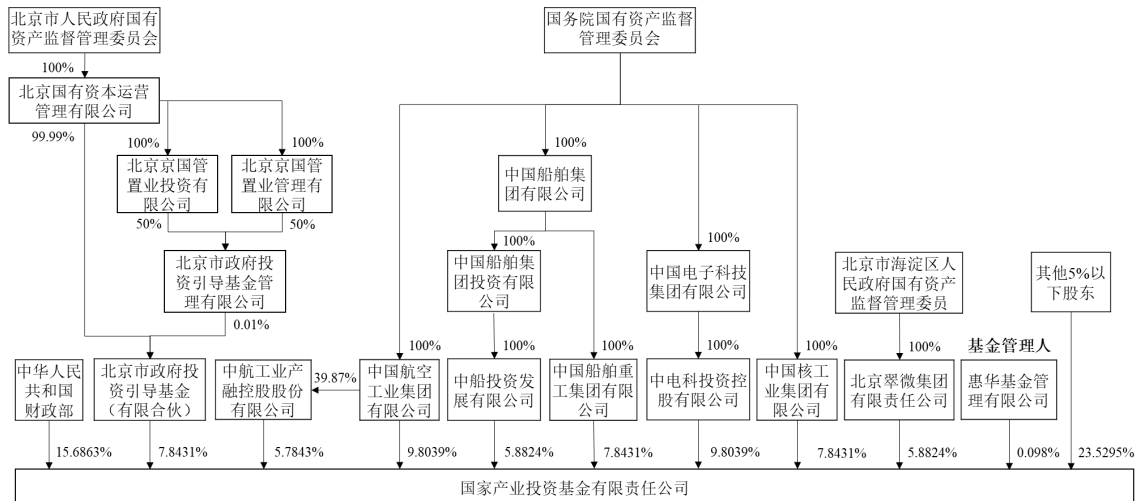 北京市人民政府国有
资产监督管理委员会
国务院国有资产监督
管理委员会
100%
北京国有资本运营
管理有限公司
99.99%
100%
100%
100%
北京京国管
置业投资有
限公司
北京京国管
置业管理有
限公司
中国船舶集
团有限公司
50%
50%
100%
100%
100%
北京市政府投
资引导基金管
理有限公司
中国船舶集
团投资有限
公司
中国电子科技
集团有限公司
北京市海淀区人
民政府国有资产
监督管理委员
其他5%以
下股东
0.01%
100%
100%
100%
100%
100%
100%
基金管理人
中华人民
共和国
财政部
北京市政府投
资引导基金
（有限合伙）
中航工业产
融控股股份
有限公司
39.87%
中国航空
工业集团
有限公司
中船投资发
展有限公司
中国船舶重
工集团有限
公司
中电科投资控
股有限公司
中国核工
业集团有
限公司
北京翠微集团
有限责任公司
惠华基金管
理有限公司
15.6863%
7.8431%
5.7843%
9.8039%
5.8824%
7.8431%
9.8039%
7.8431%
5.8824%
0.098%
23.5295%
国家产业投资基金有限责任公司